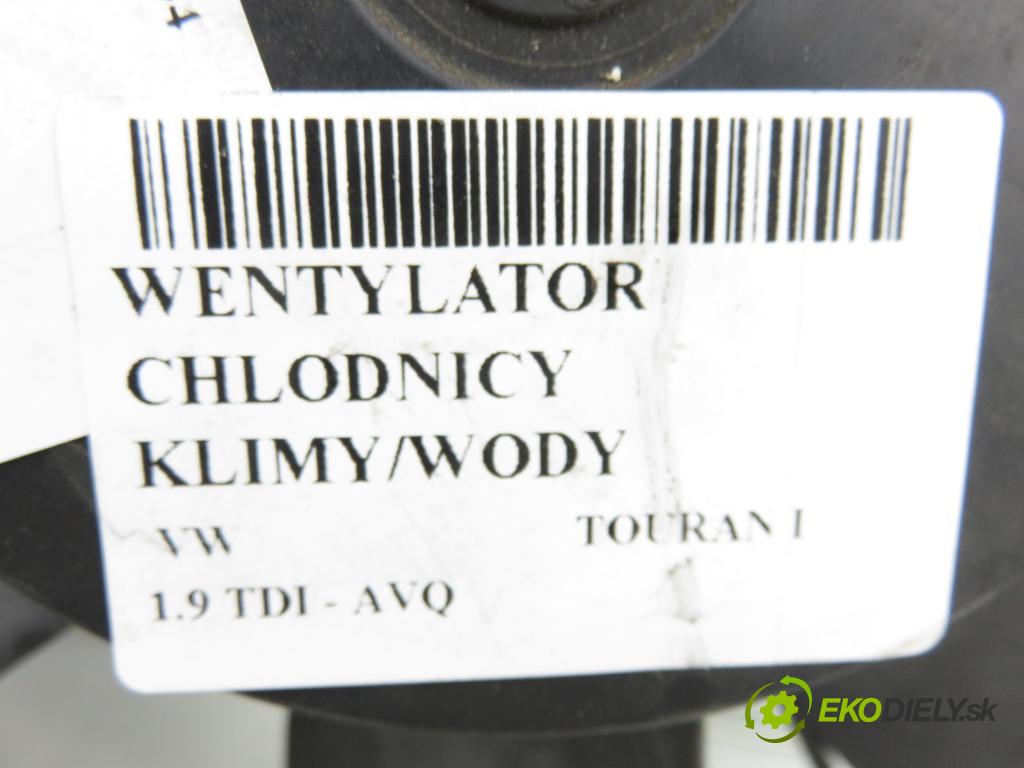 WENTYLATOR
CHLODNICY
KLIMY/WODY
VW TOURAN I
1.9 TDI - AVQ
EKODIELY.sk